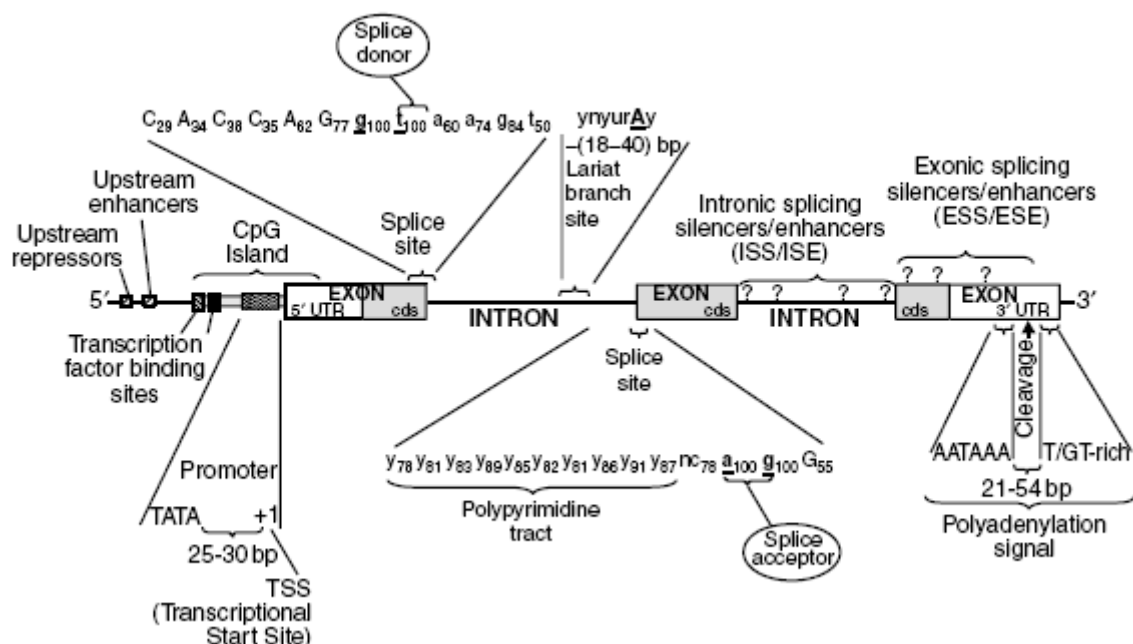 Splice
donor
C29 A34 C38 C35 A62 G77 g100 t100 a60 a74 g84 t50
ynyurAy
–(18–40) bp
Lariat
branch
site
Upstream
enhancers
Upstream
repressors
CpG
Island
Splice
site
Intronic splicing
silencers/enhancers
(ISS/ISE)
Exonic splicing
silencers/enhancers
(ESS/ESE)
? ? ? ?
? ? ?
5′
EXON
5′ UTR
cds
INTRON
EXON
cds
INTRON
EXON
cds
3′ UTR
3′
Transcription
factor binding
sites
Splice
site
Cleavage
Promoter
TATA
+1
25-30 bp
TSS
(Transcriptional
Start Site)
y78 y81 y83 y89 y85 y82 y81 y86 y91 y87 nc78 a100 g100 G55
Polypyrimidine
tract
Splice
acceptor
AATAAA
T/GT-rich
21-54 bp
Polyadenylation
signal